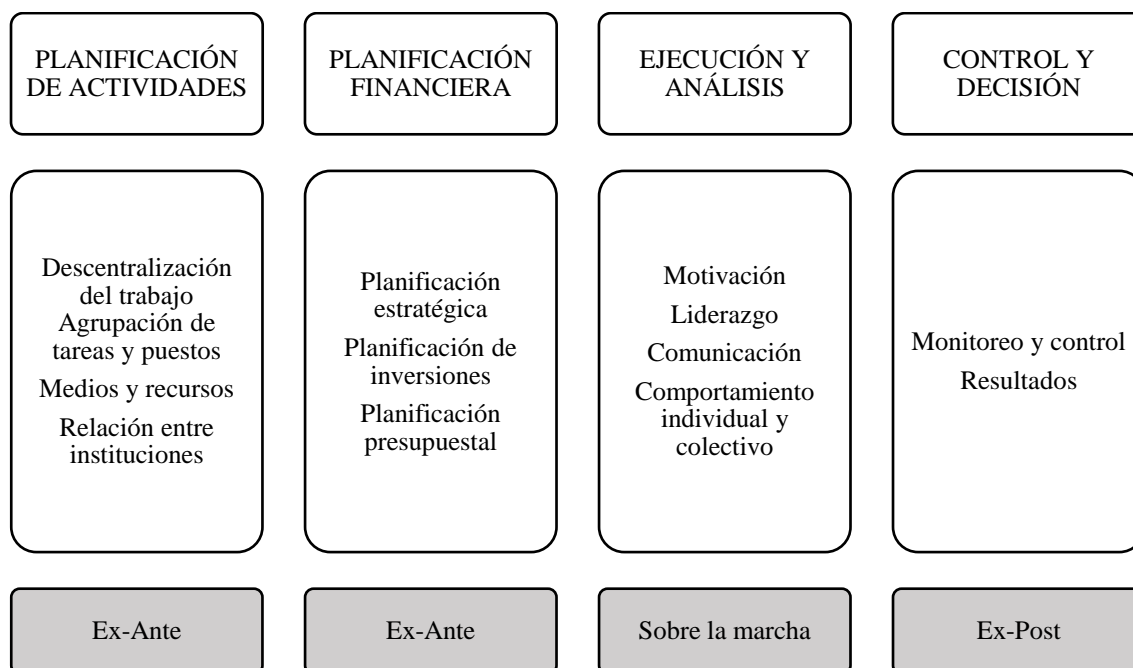 PLANIFICACIÓN
DE ACTIVIDADES
PLANIFICACIÓN
FINANCIERA
EJECUCIÓN Y
ANÁLISIS
CONTROL Y
DECISIÓN
Descentralización
del trabajo
Agrupación de
tareas y puestos
Medios y recursos
Relación entre
instituciones
Planificación
estratégica
Planificación de
inversiones
Planificación
presupuestal
Motivación
Liderazgo
Comunicación
Comportamiento
individual y
colectivo
Monitoreo y control
Resultados
Ex-Ante
Ex-Ante
Sobre la marcha
Ex-Post